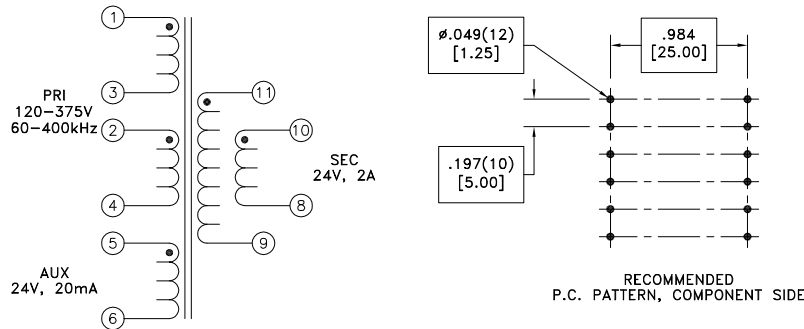 1
3
PRI
120-375V
60-400kHz
2
4
5
AUX
24V, 20mA
6
11
10
SEC
24V, 2A
8
9
ø.049(12)
[1.25]
.984
[25.00]
.197(10)
[5.00]
RECOMMENDED
P.C. PATTERN, COMPONENT SIDE